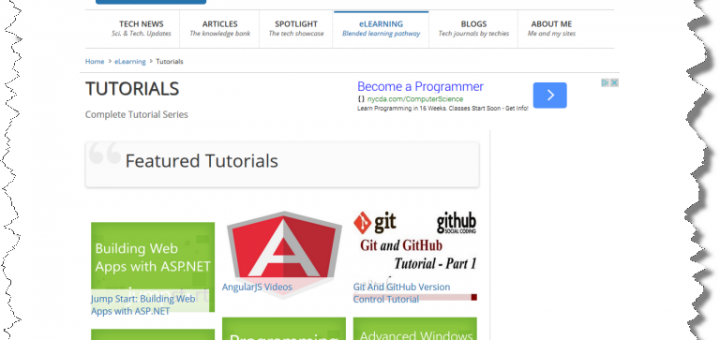 TECH NEWS
Sci. & Tech. Updates
ARTICLES
The knowledge bank
SPOTLIGHT
The tech showcase
eLEARNING
Blended learning pathway
BLOGS
Tech journals by techies
ABOUT ME
Me and my sites
Home > eLearning > Tutorials
TUTORIALS
Complete Tutorial Series
Become a Programmer
{} nycda.com/ComputerScience
Learn Programming in 16 Weeks. Classes Start Soon - Get Info!
Featured Tutorials
Building Web
Apps with ASP.NET
Jump Start: Building Web
Apps with ASP.NET
A
AngularJS Videos
git
github
SOCIAL CODING
Git and GitHub
Tutorial - Part 1
Git And GitHub Version
Control Tutorial
Programming
Advanced Windows